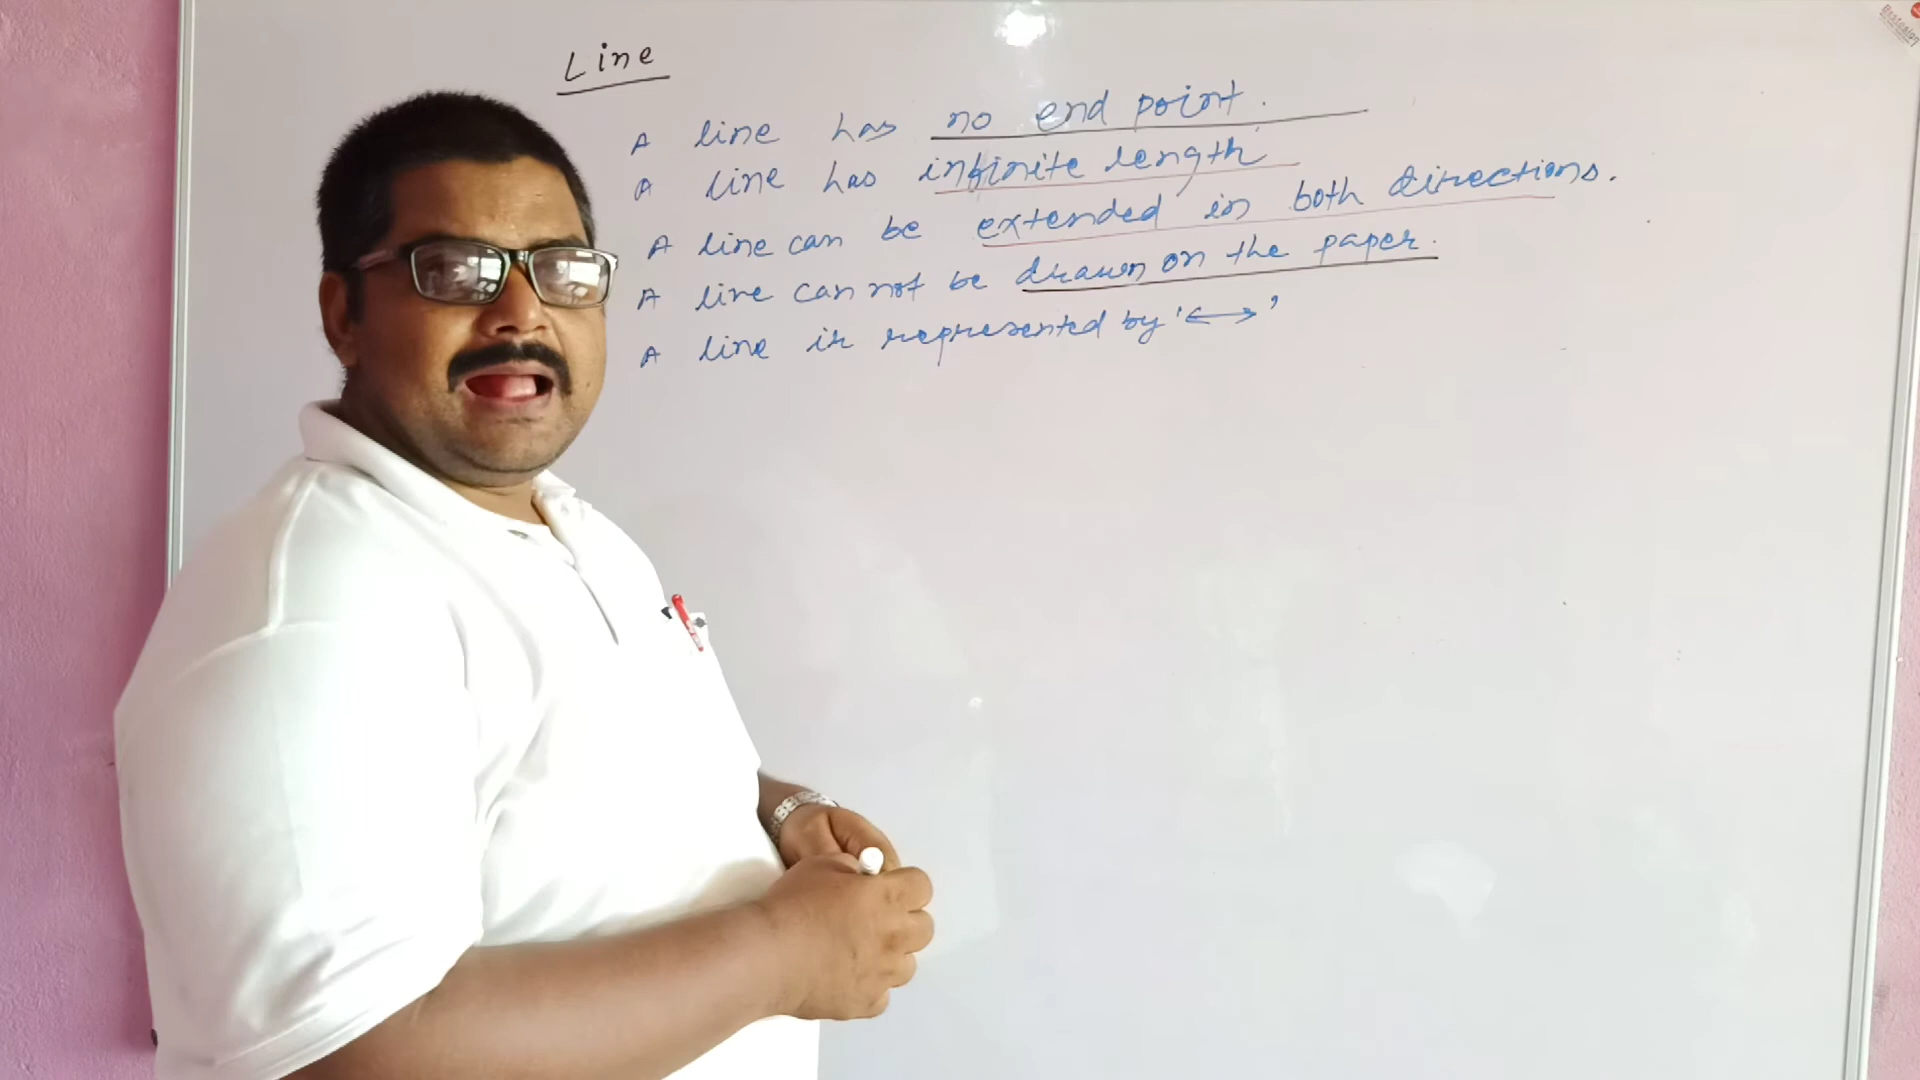 Line
A line has no end point.
A line has infinite length
A line can be extended in both directions.
A line can not be drawn on the paper.
A line is represented by '↔'